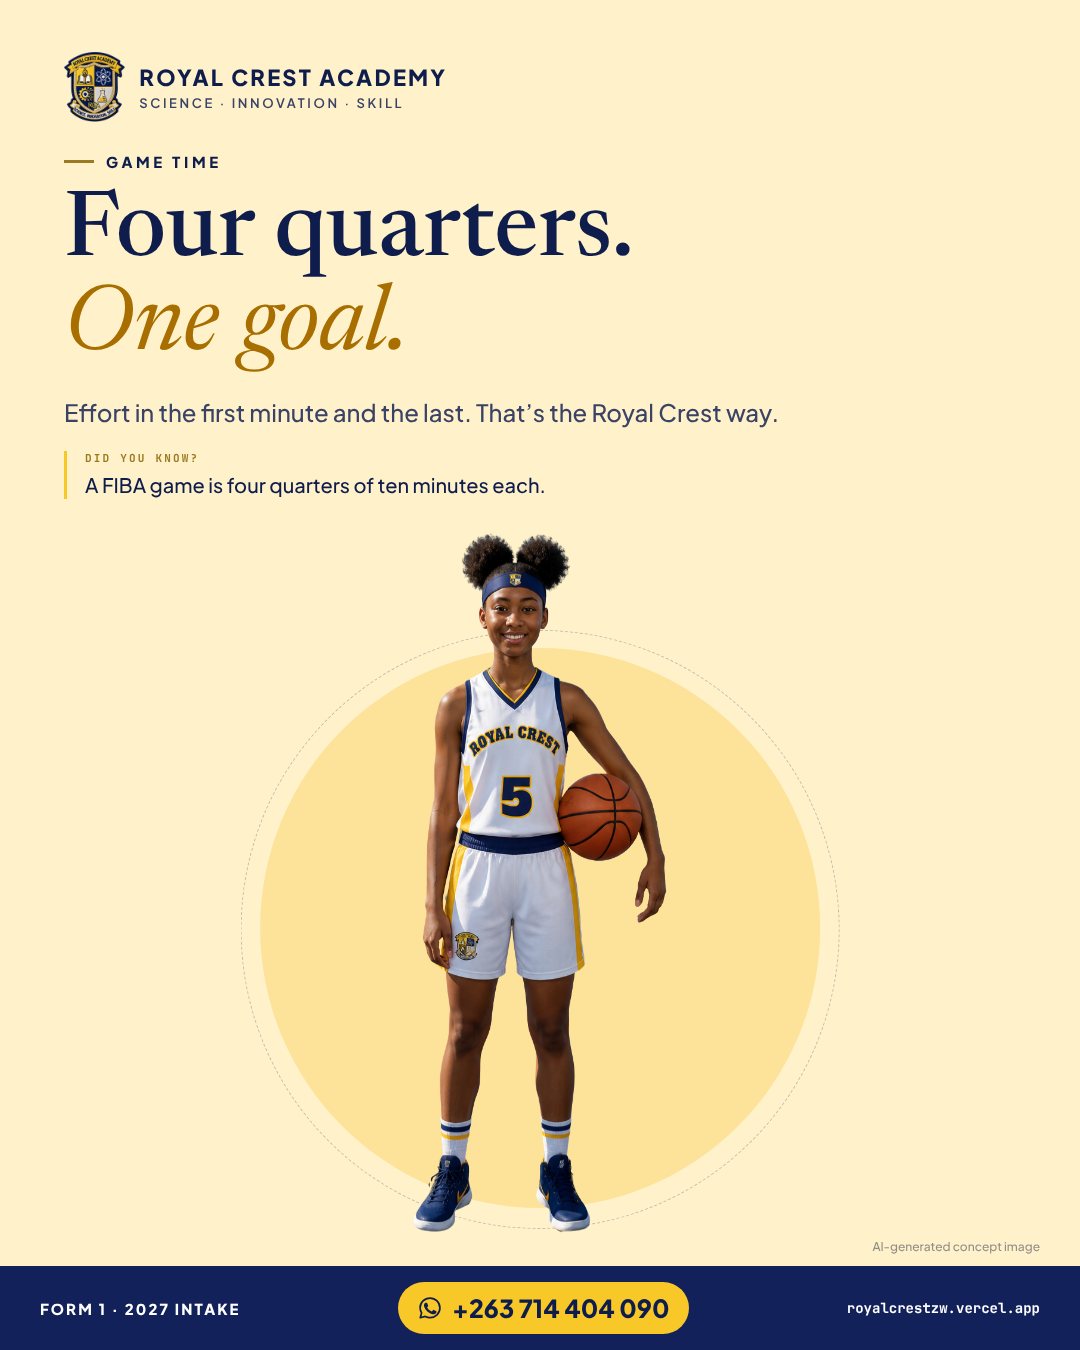 ROYAL CREST ACADEMY
SCIENCE · INNOVATION · SKILL
GAME TIME
Four quarters.
One goal.
Effort in the first minute and the last. That’s the Royal Crest way.
DID YOU KNOW?
A FIBA game is four quarters of ten minutes each.
ROYAL CREST
5
AI-generated concept image
FORM 1 · 2027 INTAKE
+263 714 404 090
royalcrestzw.vercel.app